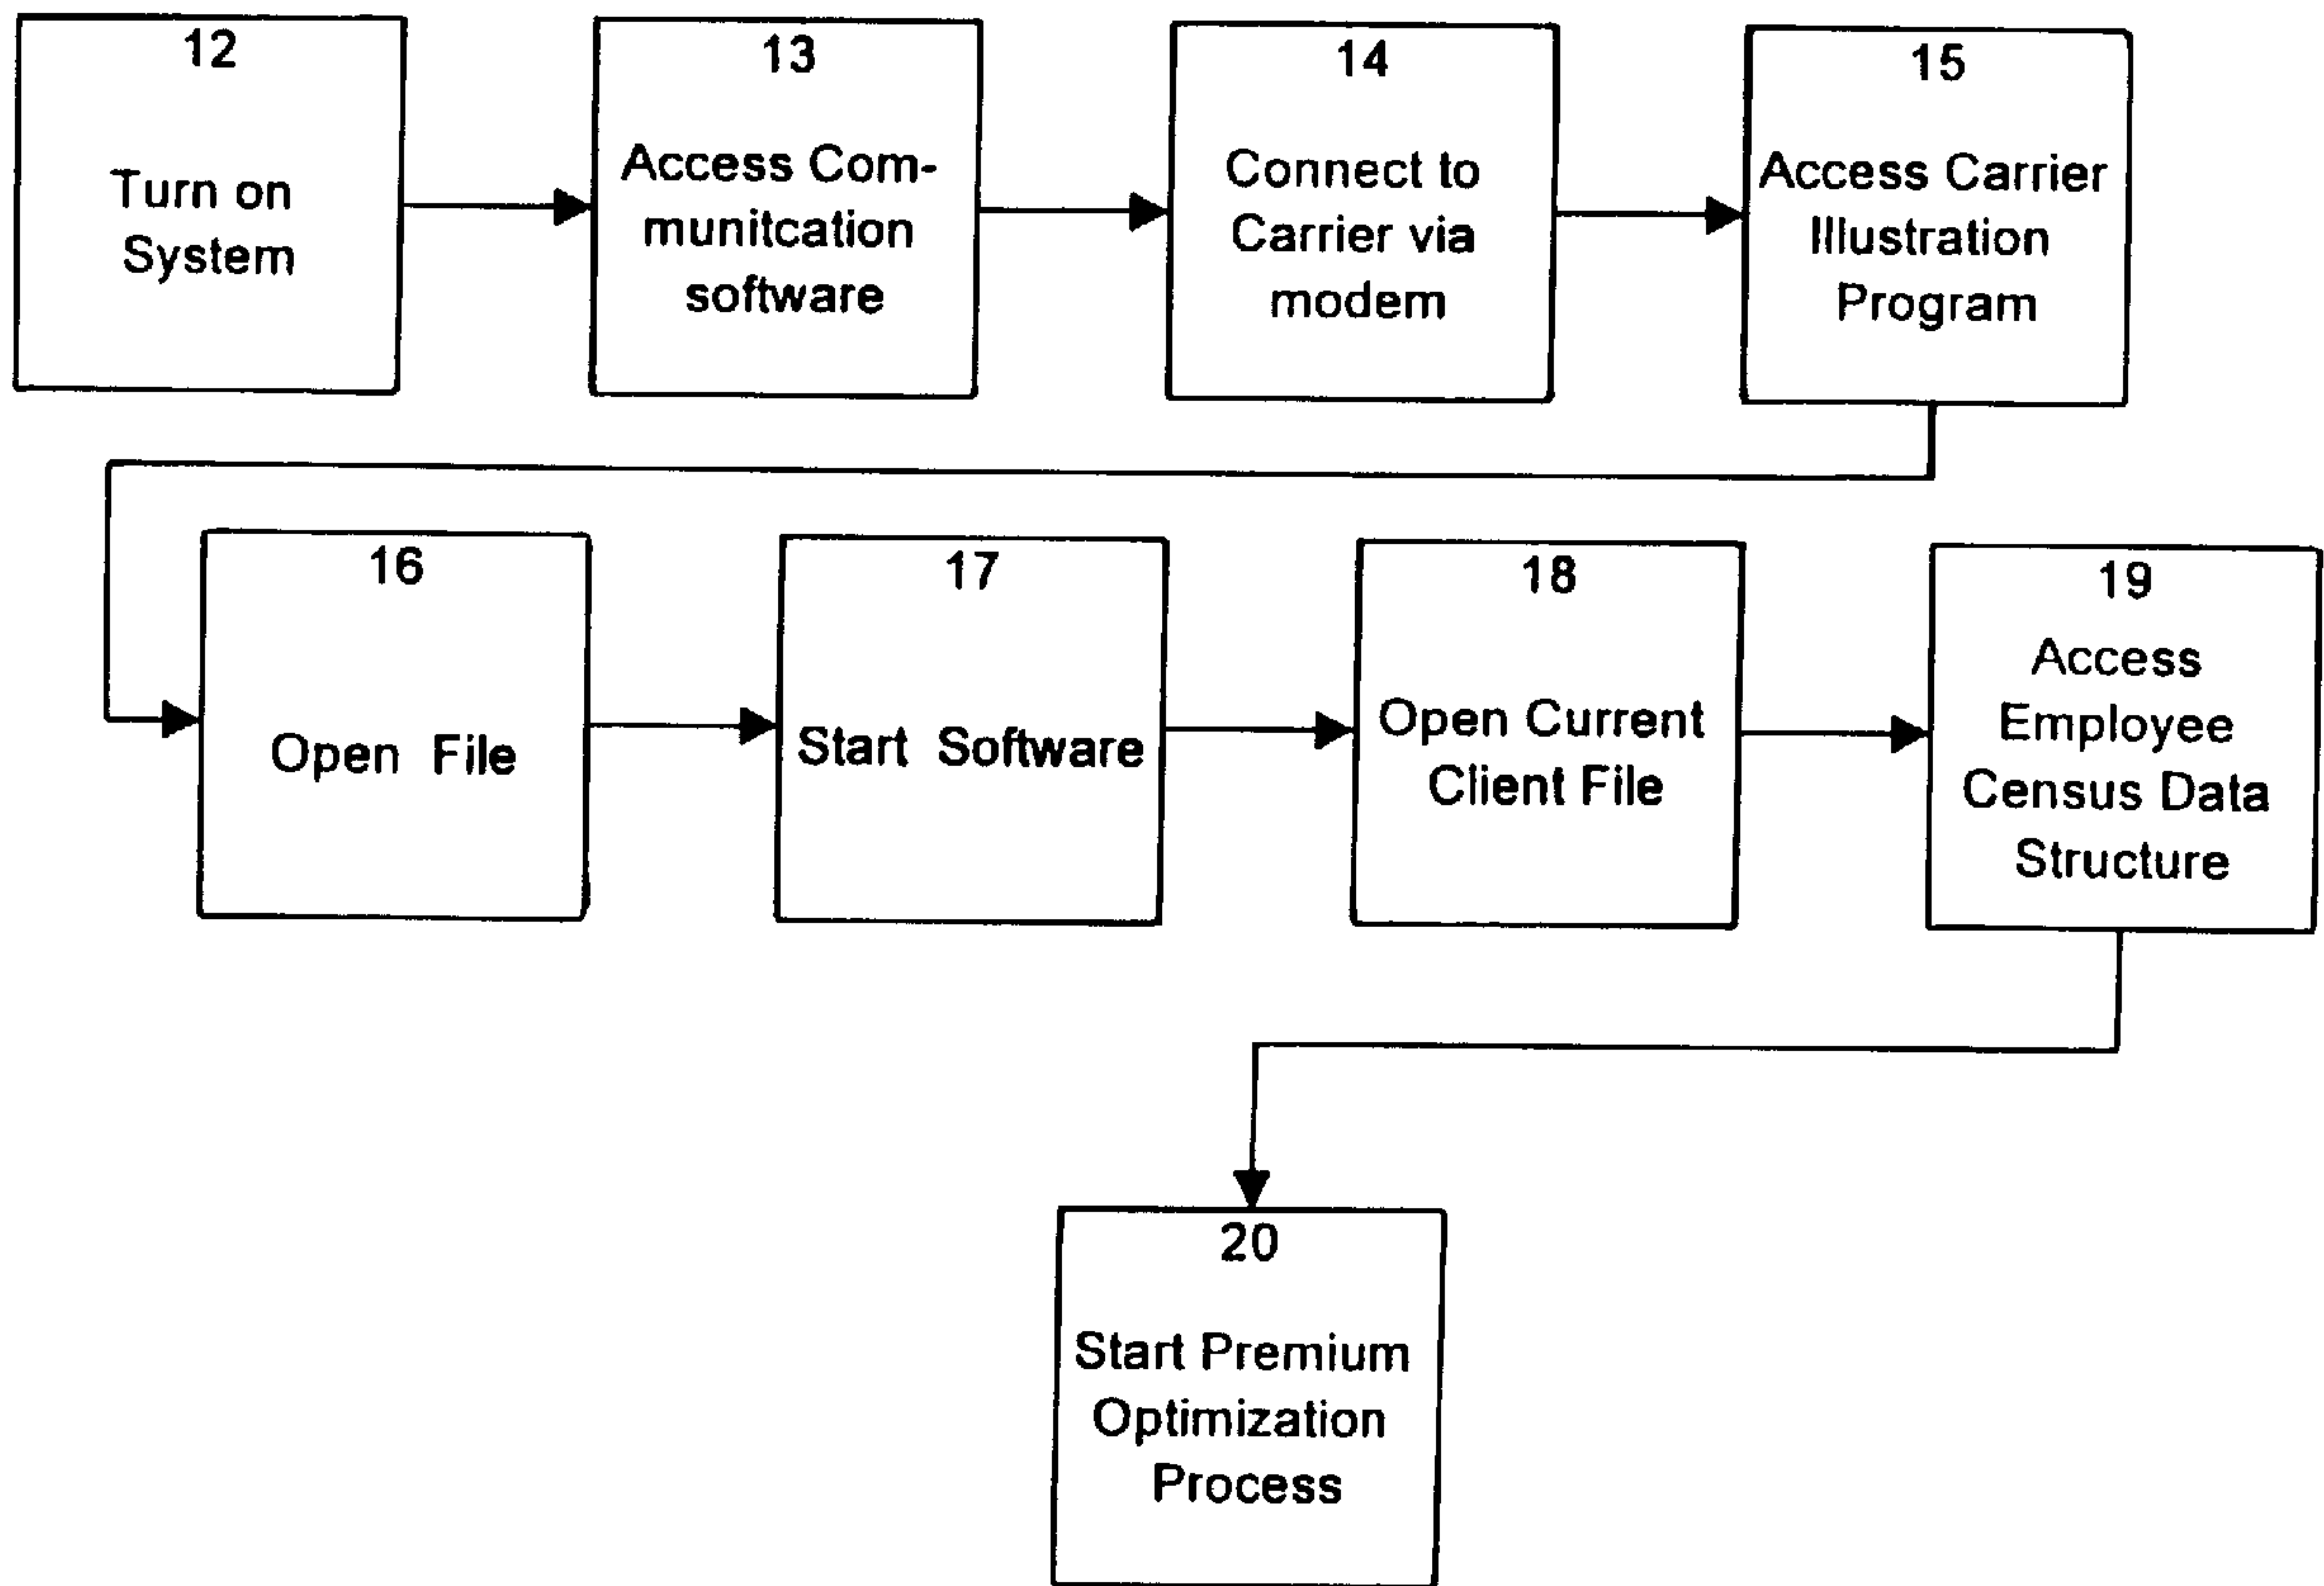 12
Turn on
System
13
Access Com-
munitcation
software
14
Connect to
Carrier via
modem
15
Access Carrier
Illustration
Program
16
Open File
17
Start Software
18
Open Current
Client File
19
Access
Employee
Census Data
Structure
20
Start Premium
Optimization
Process